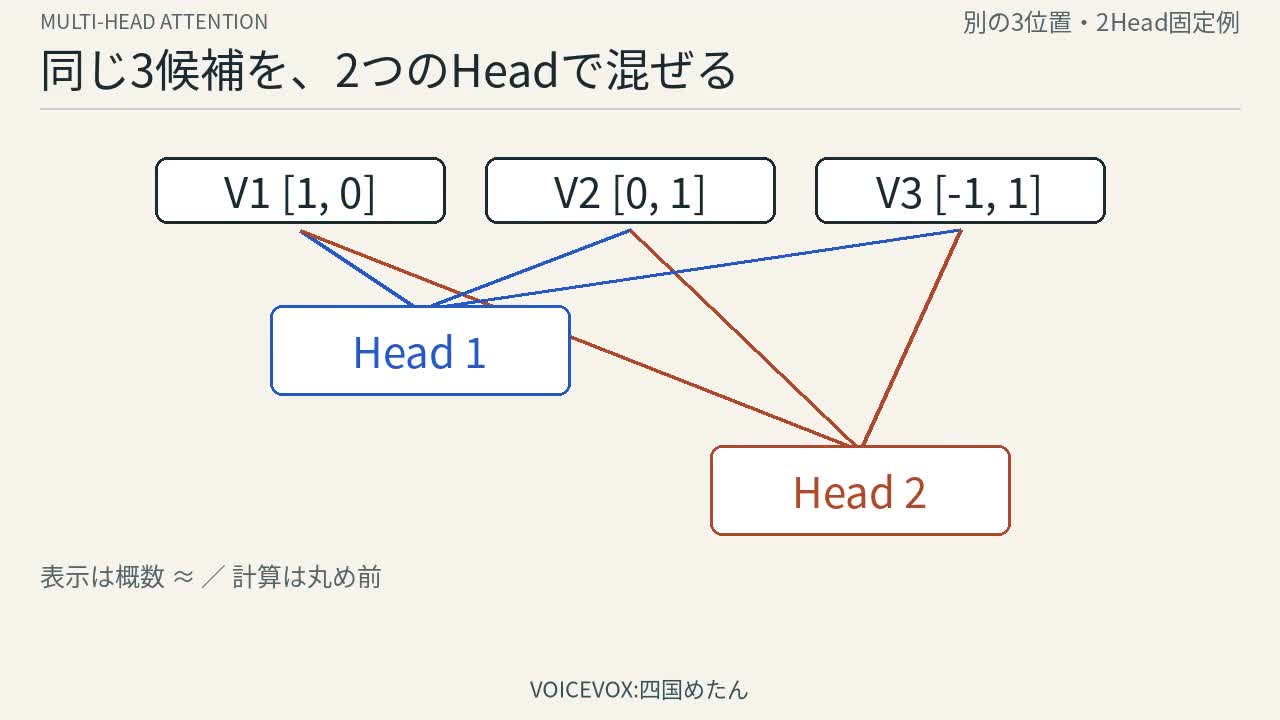 MULTI-HEAD ATTENTION
別の3位置・2Head固定例
同じ3候補を、2つのHeadで混ぜる
V1 [1, 0]
V2 [0, 1]
V3 [-1, 1]
Head 1
Head 2
表示は概数 ≈ ／ 計算は丸め前
VOICEVOX:四国めたん